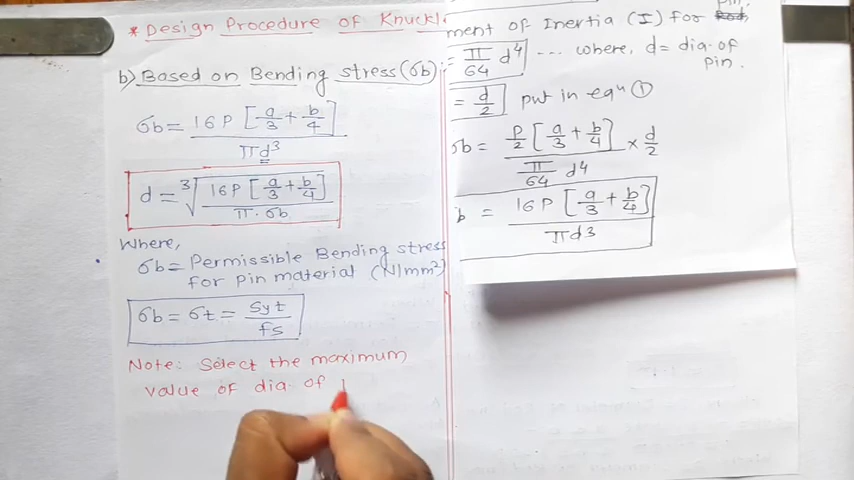 * Design Procedure of Knuckl
b) Based on Bending stress (σb) :
σb = 16 P [a/3 + b/4] / πd³
d = ³√(16 P [a/3 + b/4] / π · σb)
Where,
σb = Permissible Bending stress
for pin material (N/mm²)
σb = σt = Syt / fs
Note: Select the maximum
value of dia. of
ment of Inertia (I) for pin,
= π/64 d⁴ ... where, d = dia. of
pin.
= d/2 put in eqⁿ ①
σb = P/2 [a/3 + b/4] / π/64 d⁴ × d/2
b = 16 P [a/3 + b/4] / πd³